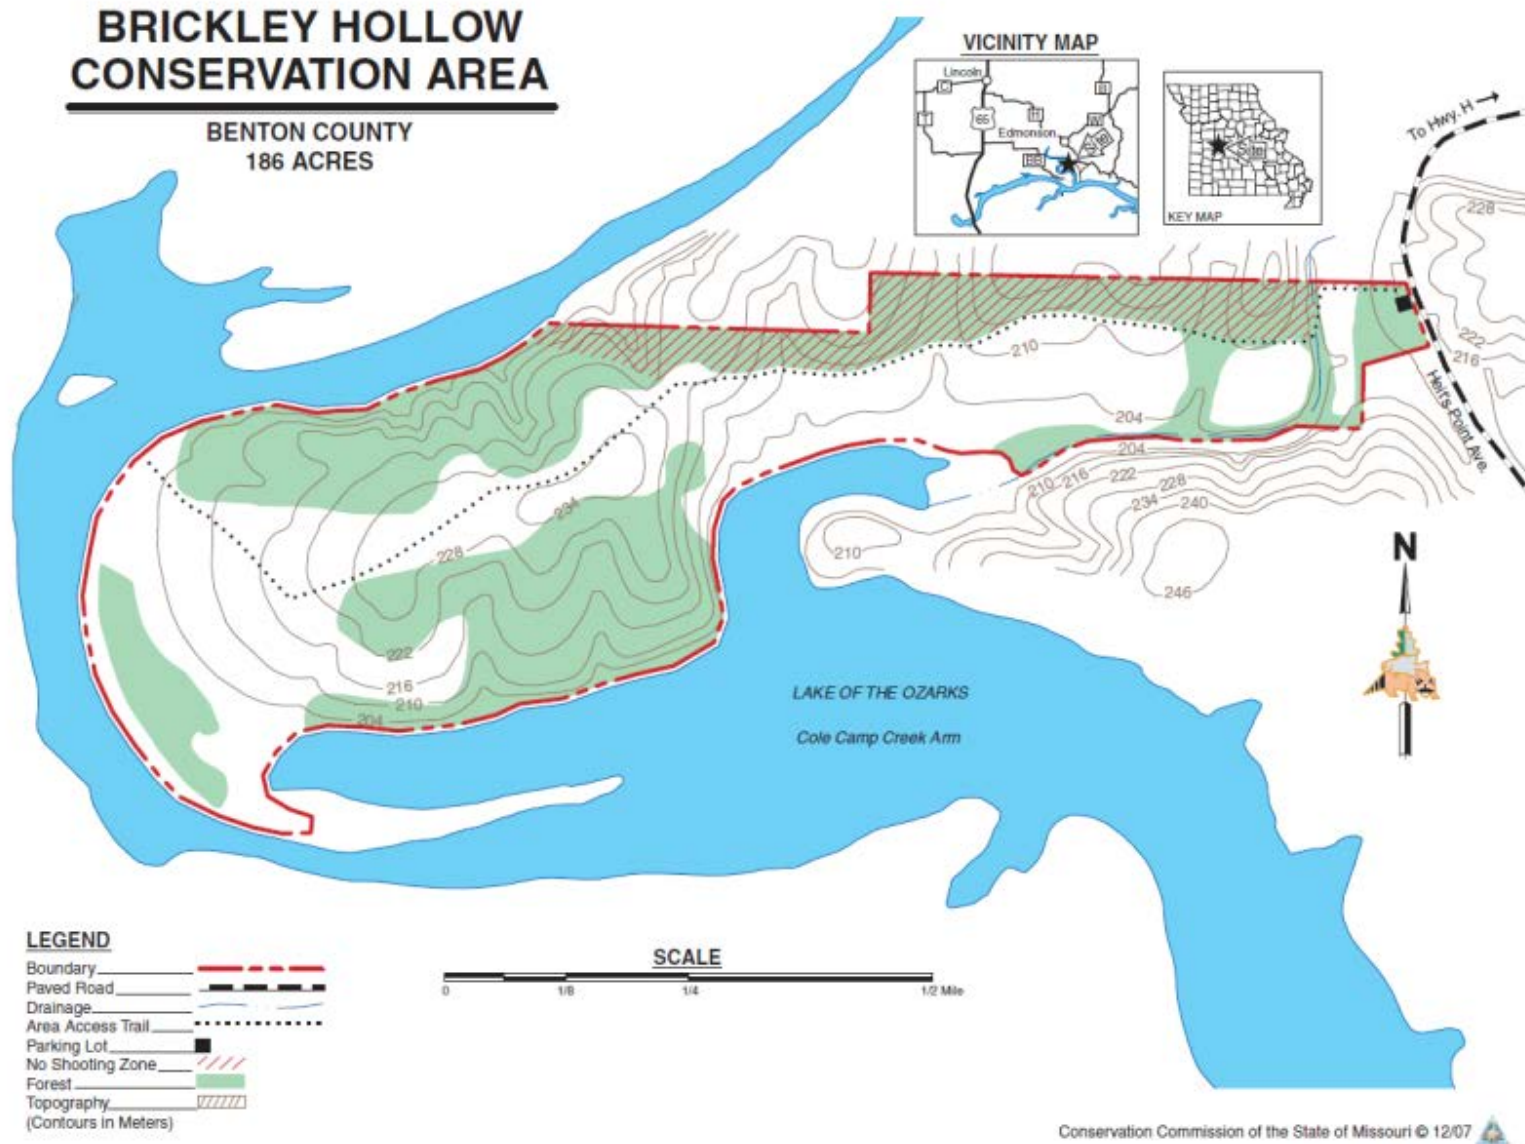 BRICKLEY HOLLOW
CONSERVATION AREA
BENTON COUNTY
186 ACRES
VICINITY MAP
Lincoln
C
T
65
H
W
Edmonson
BB
Site
Site
KEY MAP
To Hwy. H
228
222
216
Heit's Point Ave.
210
204
204
210
216
222
228
234
240
246
210
234
228
222
216
210
204
N
LAKE OF THE OZARKS
Cole Camp Creek Arm
LEGEND
Boundary
Paved Road
Drainage
Area Access Trail
Parking Lot
No Shooting Zone
Forest
Topography
(Contours in Meters)
SCALE
0 1/8 1/4 1/2 Mile
Conservation Commission of the State of Missouri © 12/07